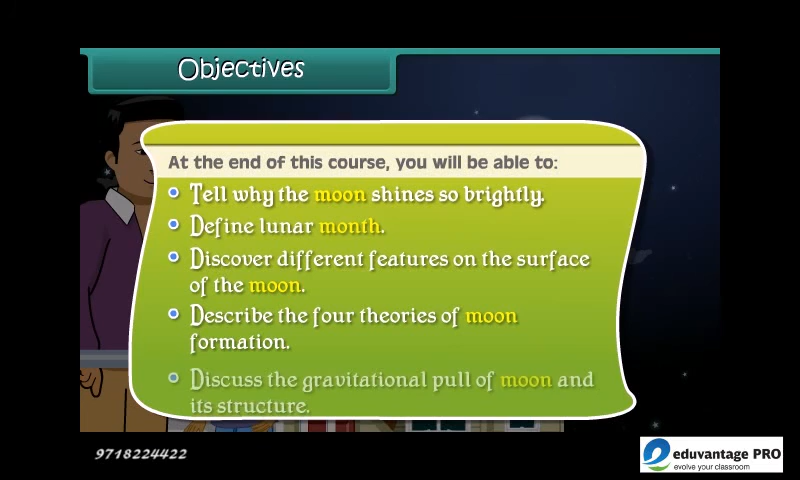 Objectives
At the end of this course, you will be able to:
Tell why the moon shines so brightly.
Define lunar month.
Discover different features on the surface
of the moon.
Describe the four theories of moon
formation.
Discuss the gravitational pull of moon and
its structure.
9718224422
eduvantage PRO
evolve your classroom